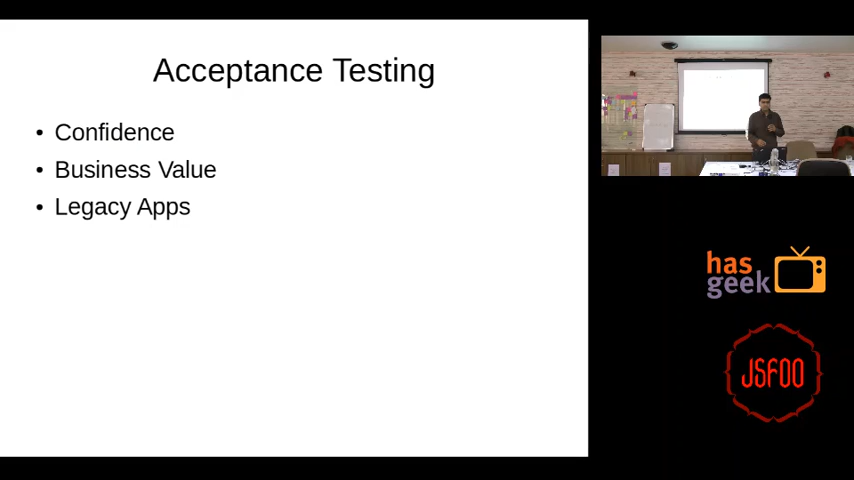 Acceptance Testing
• Confidence
• Business Value
• Legacy Apps
has
geek
JSFOO